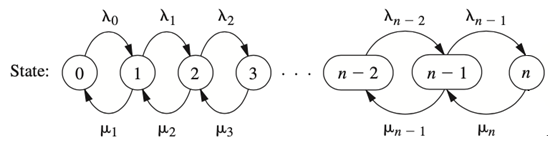 λ₀ λ₁ λ₂ λₙ₋₂ λₙ₋₁
State: 0 1 2 3 . . . n − 2 n − 1 n
μ₁ μ₂ μ₃ μₙ₋₁ μₙ